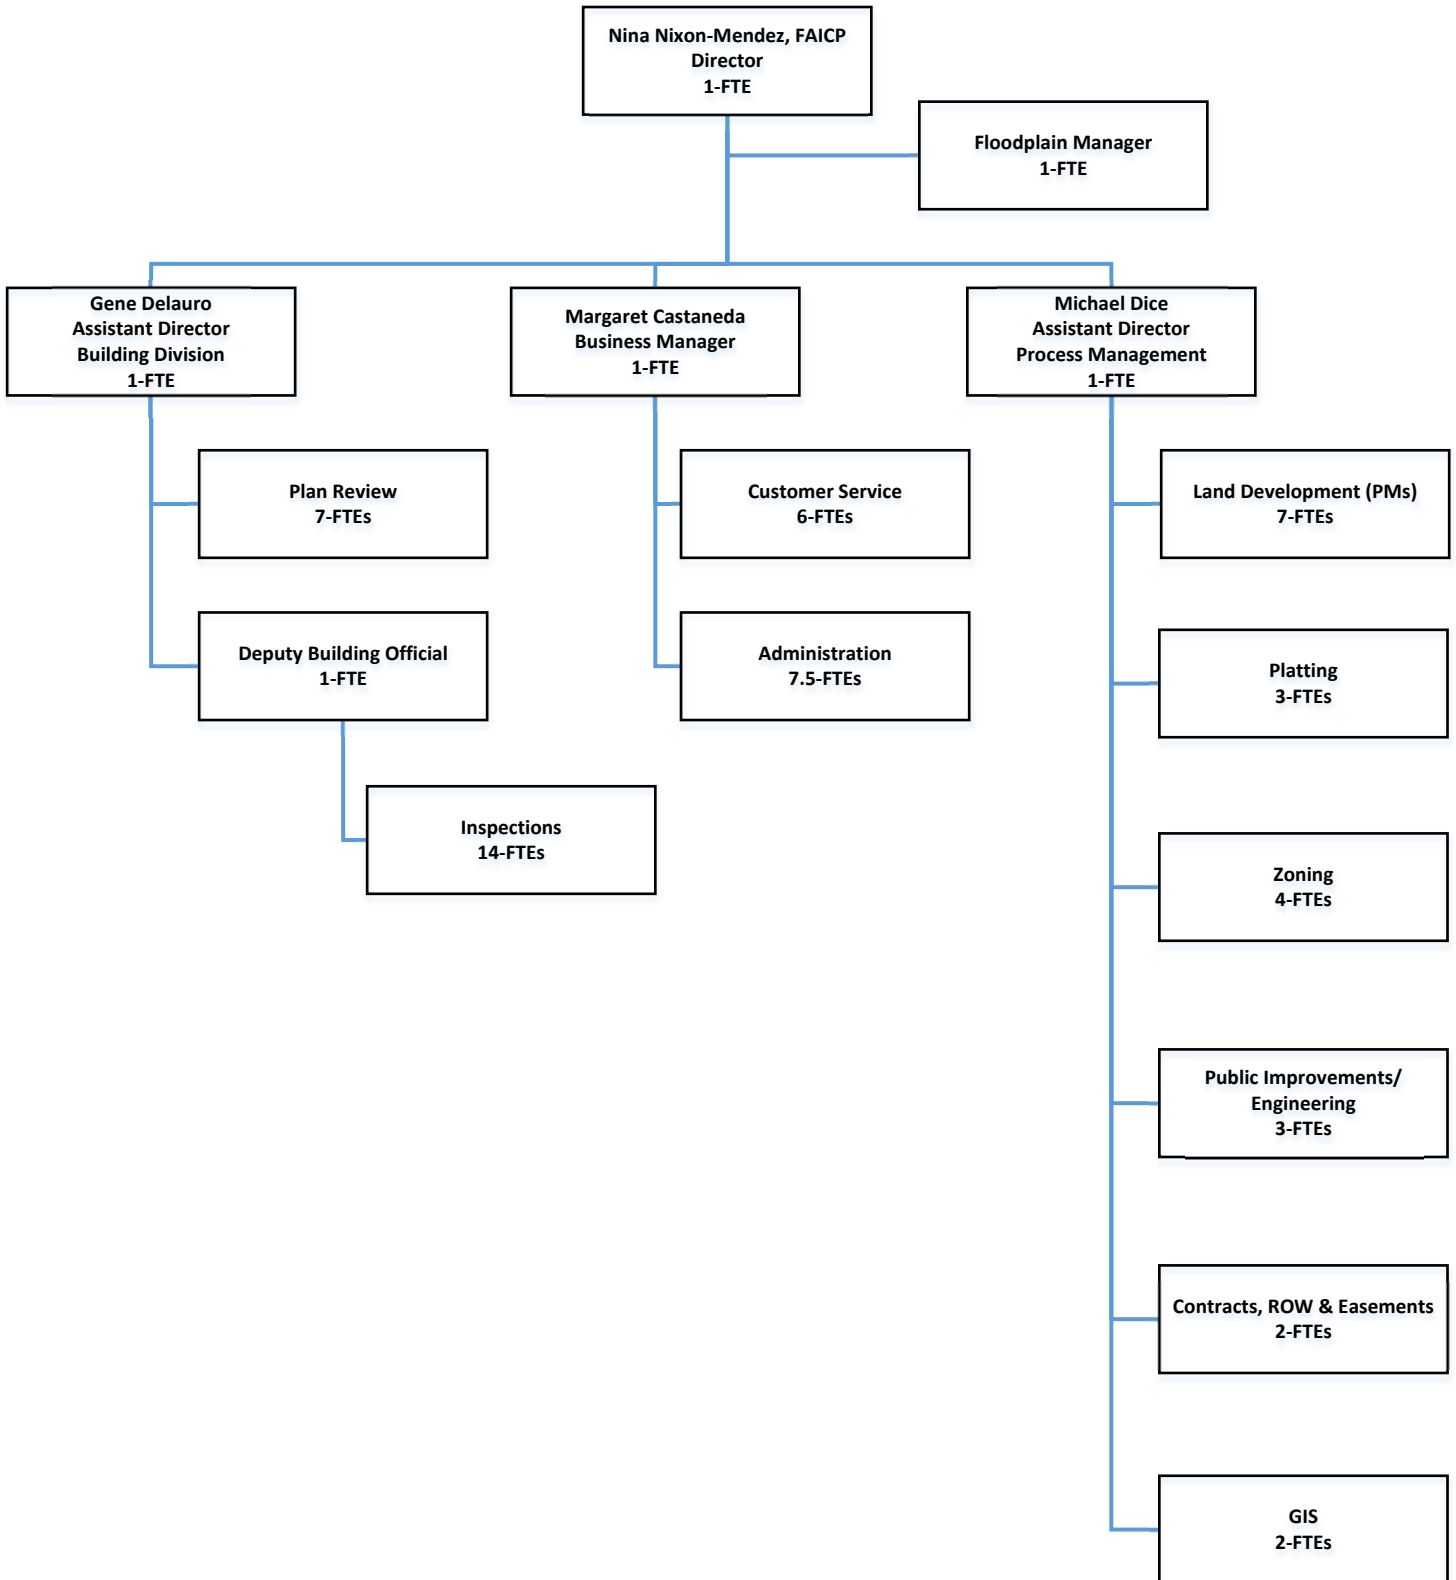 Nina Nixon-Mendez, FAICP
Director
1-FTE
Floodplain Manager
1-FTE
Gene Delauro
Assistant Director
Building Division
1-FTE
Margaret Castaneda
Business Manager
1-FTE
Michael Dice
Assistant Director
Process Management
1-FTE
Plan Review
7-FTEs
Customer Service
6-FTEs
Land Development (PMs)
7-FTEs
Deputy Building Official
1-FTE
Administration
7.5-FTEs
Platting
3-FTEs
Inspections
14-FTEs
Zoning
4-FTEs
Public Improvements/
Engineering
3-FTEs
Contracts, ROW & Easements
2-FTEs
GIS
2-FTEs